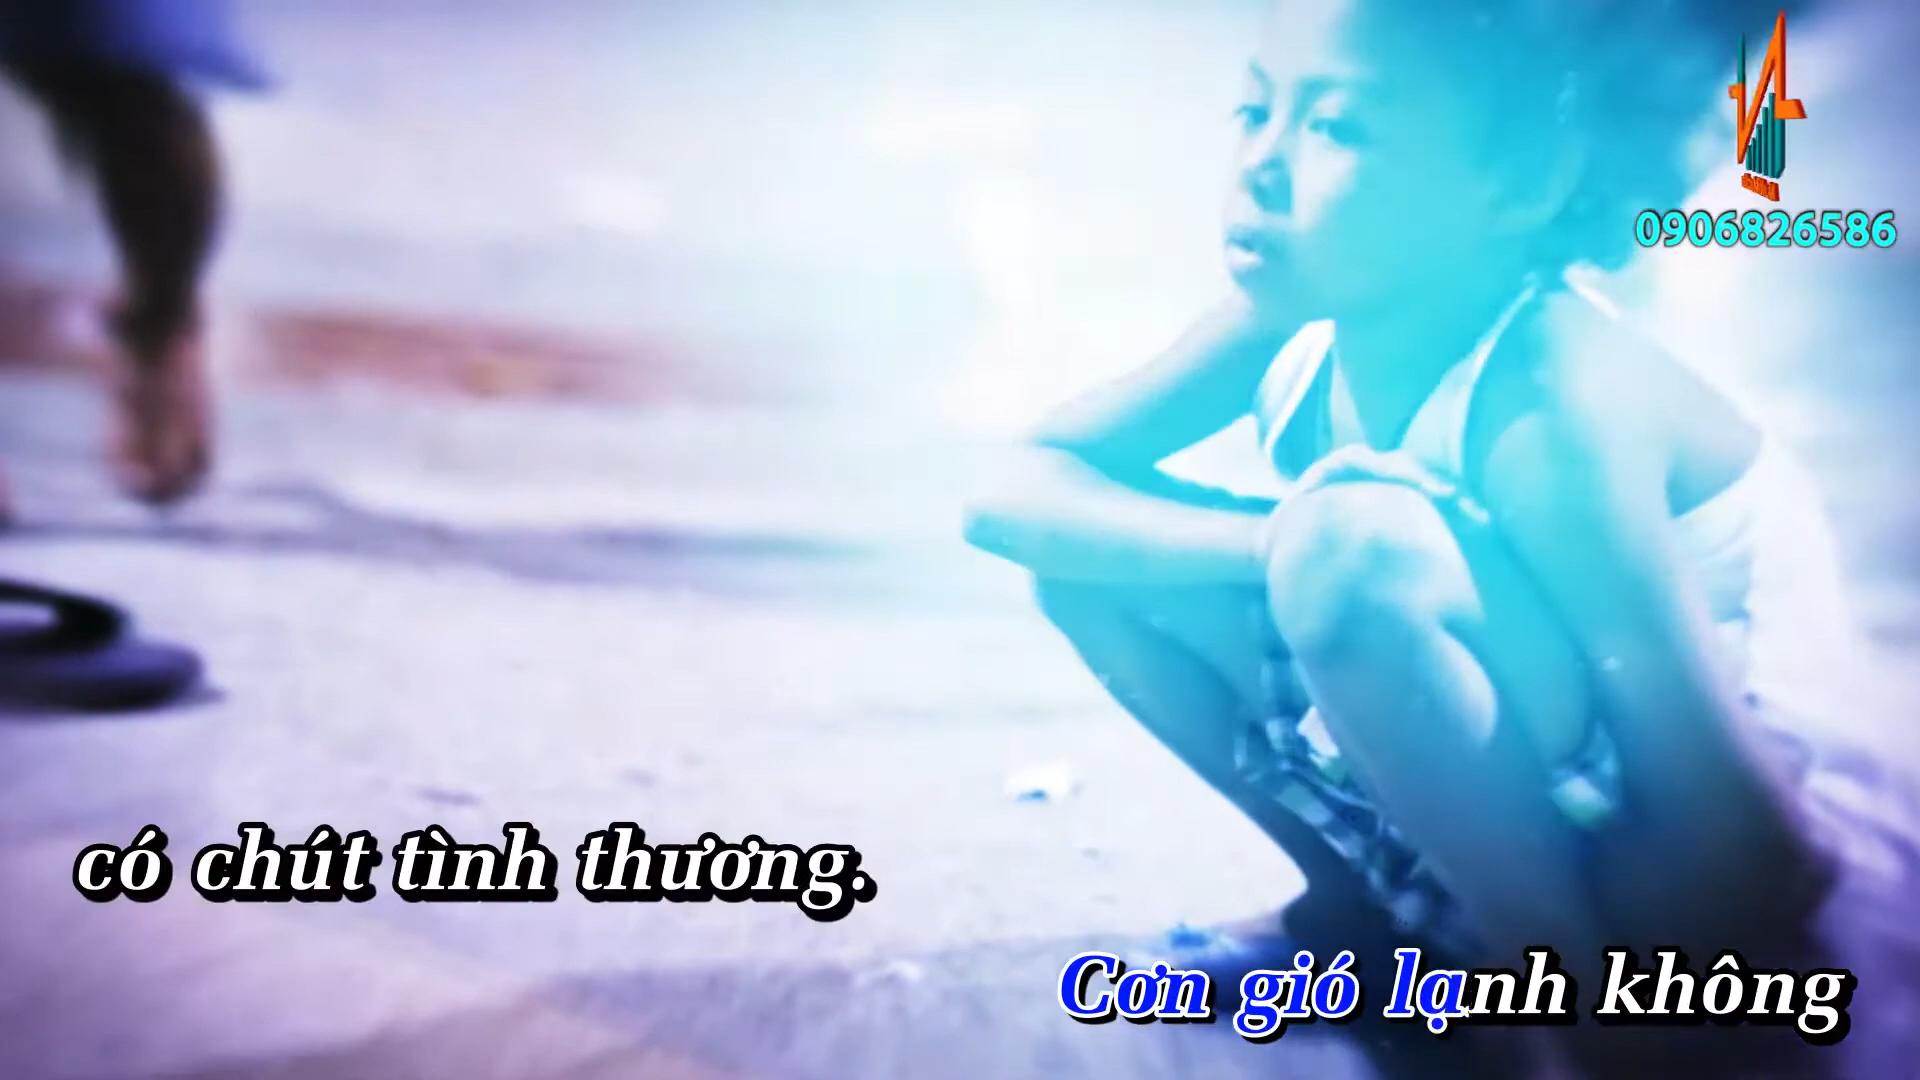 0906826586
có chút tình thương.
Cơn gió lạnh không